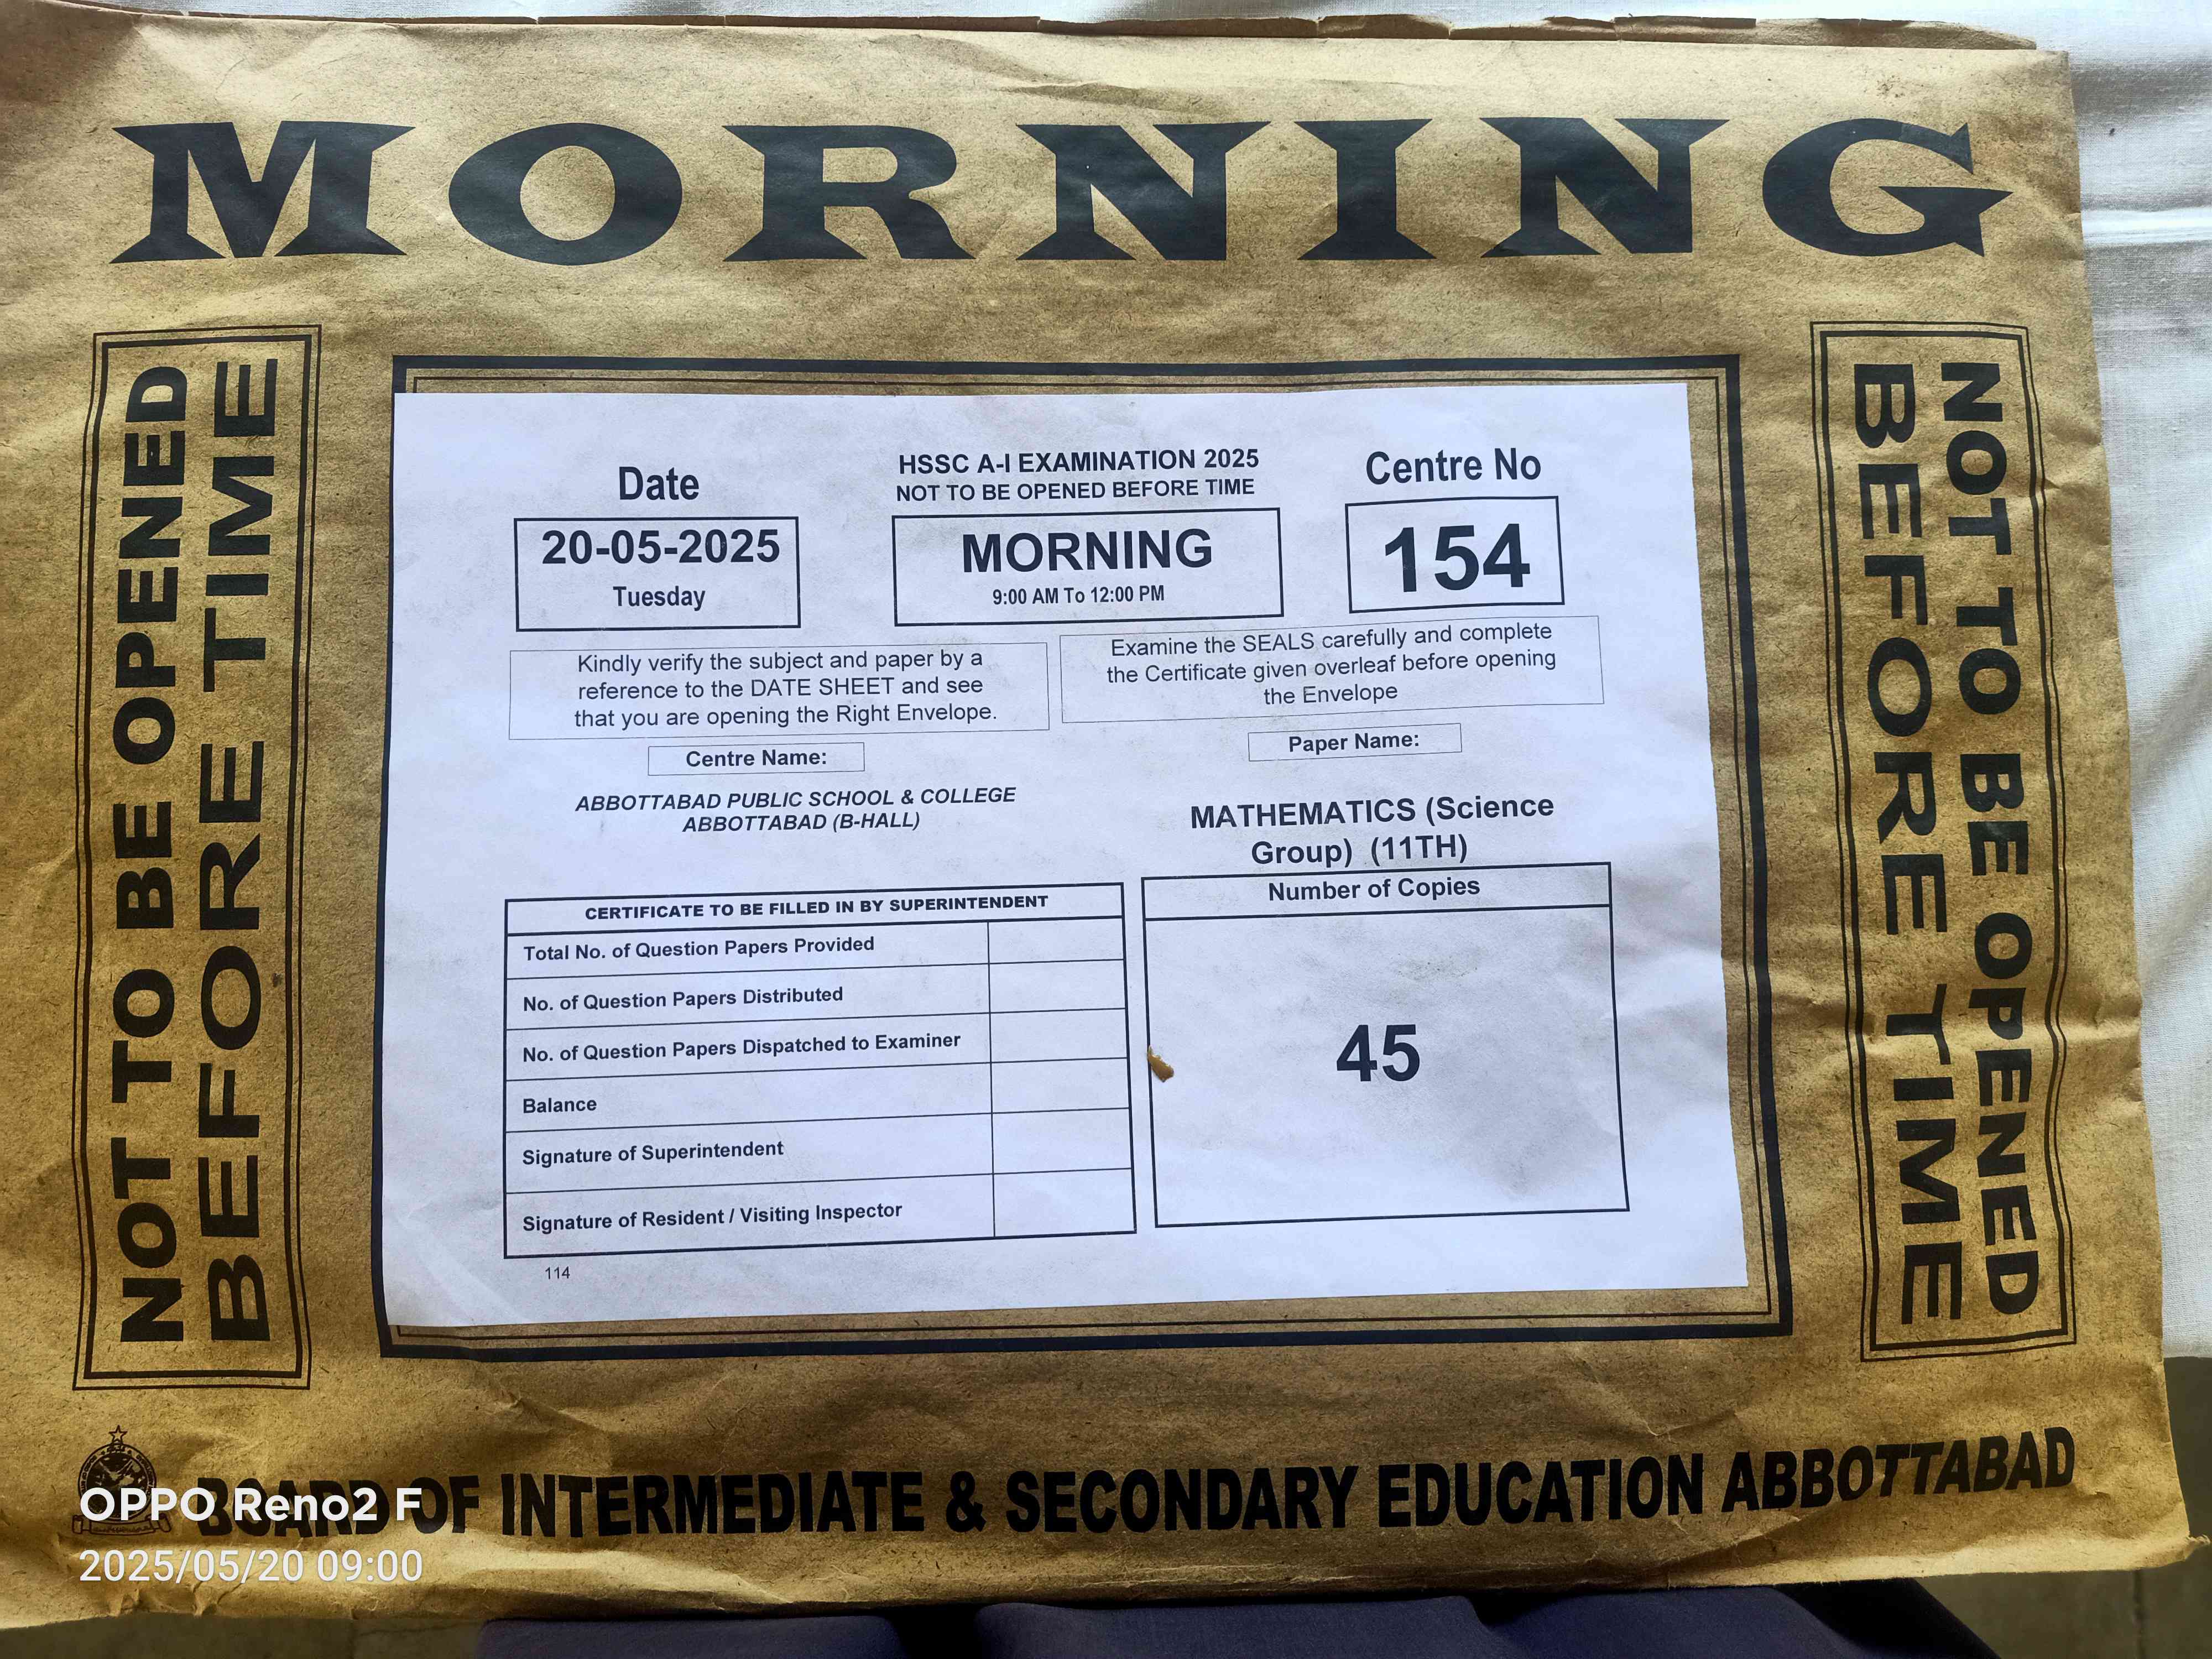 MORNING
NOT TO BE OPENED
BEFORE TIME
Date
20-05-2025
Tuesday
HSSC A-I EXAMINATION 2025
NOT TO BE OPENED BEFORE TIME
MORNING
9:00 AM To 12:00 PM
Centre No
154
Kindly verify the subject and paper by a
reference to the DATE SHEET and see
that you are opening the Right Envelope.
Examine the SEALS carefully and complete
the Certificate given overleaf before opening
the Envelope
Centre Name:
ABBOTTABAD PUBLIC SCHOOL & COLLEGE
ABBOTTABAD (B-HALL)
Paper Name:
MATHEMATICS (Science
Group) (11TH)
CERTIFICATE TO BE FILLED IN BY SUPERINTENDENT
Total No. of Question Papers Provided
No. of Question Papers Distributed
No. of Question Papers Dispatched to Examiner
Balance
Signature of Superintendent
Signature of Resident / Visiting Inspector
Number of Copies
45
114
NOT TO BE OPENED
BEFORE TIME
BOARD OF INTERMEDIATE & SECONDARY EDUCATION ABBOTTABAD
OPPO Reno2 F
2025/05/20 09:00